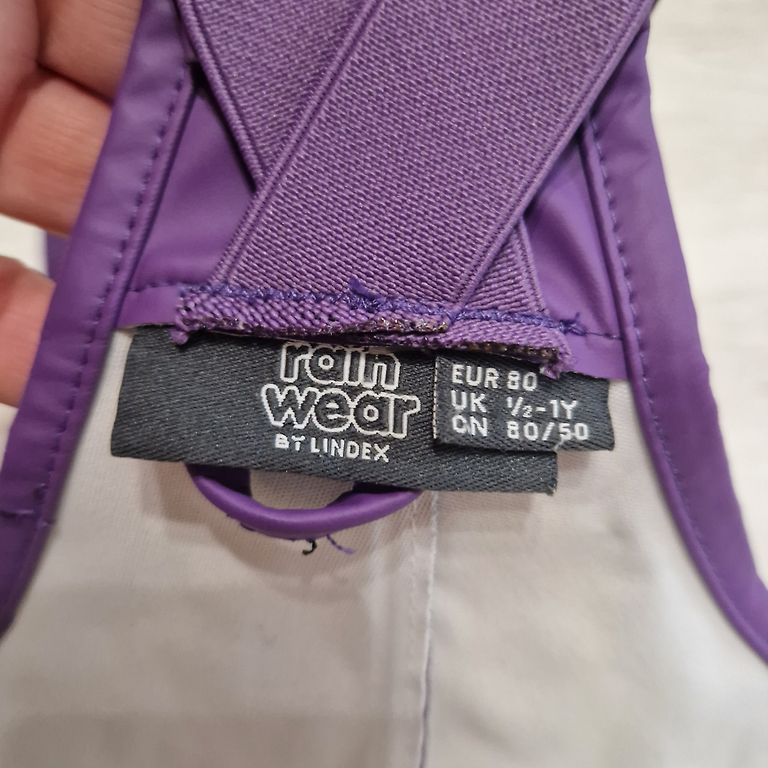 rain
wear
BY LINDEX
EUR 80
UK ½-1Y
CN 80/50